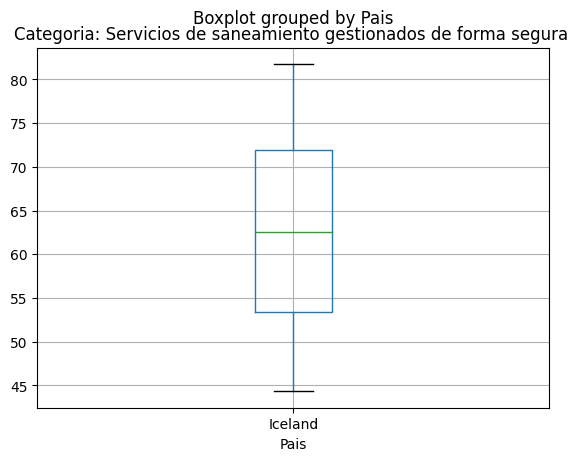 Boxplot grouped by Pais
Categoria: Servicios de saneamiento gestionados de forma segura
80
75
70
65
60
55
50
45
Iceland
Pais